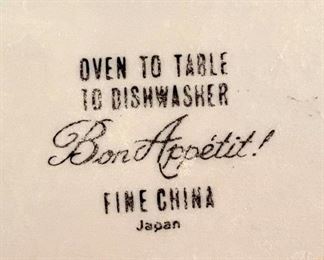 OVEN TO TABLE
TO DISHWASHER
Bon Appétit!
FINE CHINA
Japan